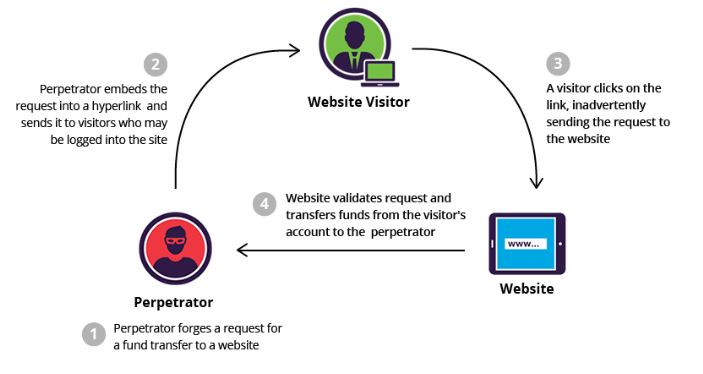 2
Perpetrator embeds the
request into a hyperlink and
sends it to visitors who may
be logged into the site
Website Visitor
3
A visitor clicks on the
link, inadvertently
sending the request to
the website
4
Website validates request and
transfers funds from the visitor's
account to the perpetrator
www...
Website
Perpetrator
1
Perpetrator forges a request for
a fund transfer to a website